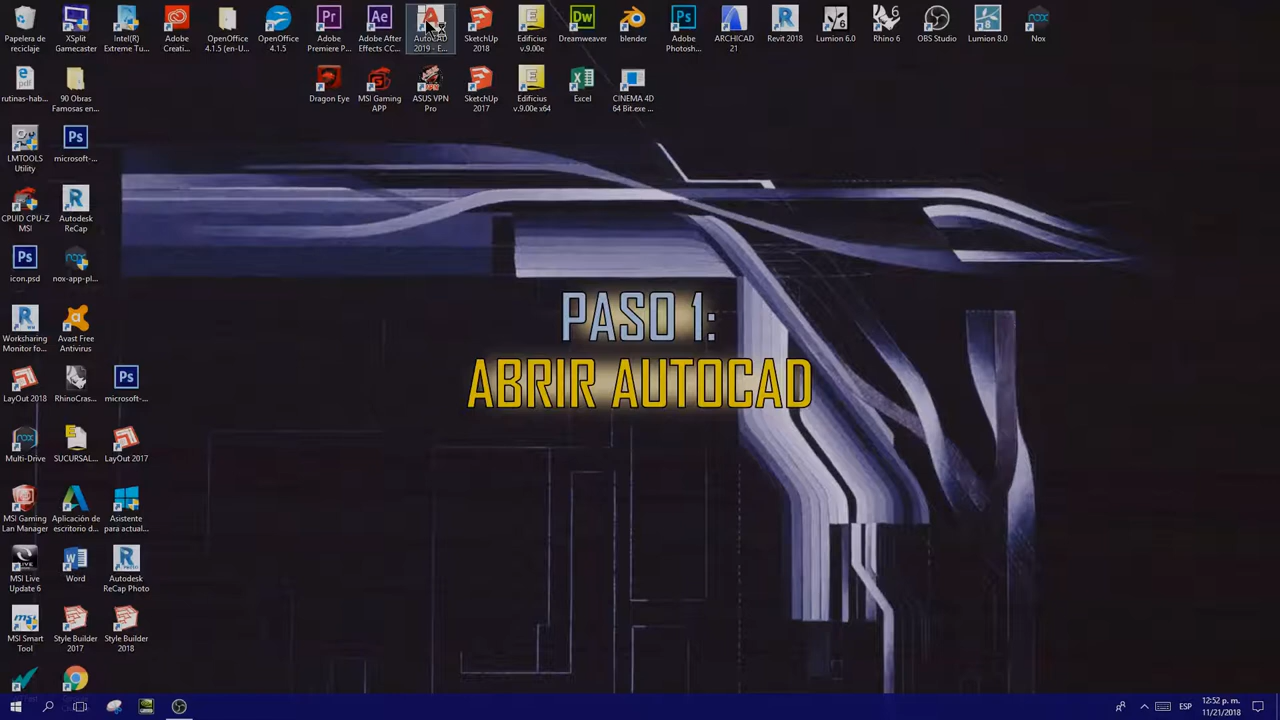 Papelera de
reciclaje
XSplit
Gamecaster
Intel(R)
Extreme Tu...
Adobe
Creati...
OpenOffice
4.1.5 (en-U...
OpenOffice
4.1.5
Adobe
Premiere P...
Adobe After
Effects CC...
AutoCAD
2019 - E...
SketchUp
2018
Edificius
v.9.00e
Dreamweaver
blender
Adobe
Photosh...
ARCHICAD
21
Revit 2018
Lumion 6.0
Rhino 6
OBS Studio
Lumion 8.0
Nox
rutinas-hab...
90 Obras
Famosas en...
Dragon Eye
MSI Gaming
APP
ASUS VPN
Pro
SketchUp
2017
Edificius
v.9.00e x64
Excel
CINEMA 4D
64 Bit.exe ...
LMTOOLS
Utility
microsoft-...
CPUID CPU-Z
MSI
Autodesk
ReCap
icon.psd
nox-app-pl...
PASO 1:
ABRIR AUTOCAD
Worksharing
Monitor fo...
Avast Free
Antivirus
LayOut 2018
RhinoCras...
microsoft-...
Multi-Drive
SUCURSAL...
LayOut 2017
MSI Gaming
Lan Manager
Aplicación de
escritorio d...
Asistente
para actual...
MSI Live
Update 6
Word
Autodesk
ReCap Photo
MSI Smart
Tool
Style Builder
2017
Style Builder
2018
ESP
12:52 p. m.
11/21/2018